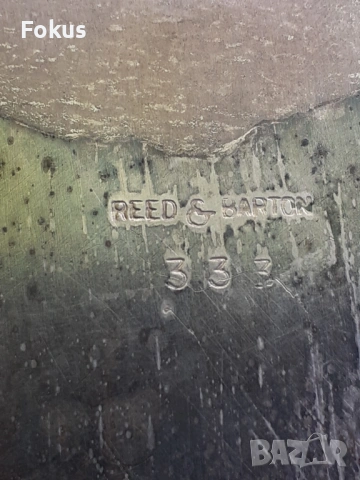 Fokus
REED & BARTON
333
BAZAR